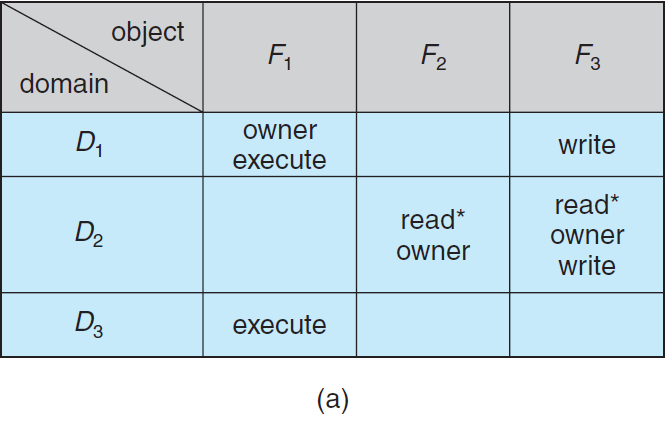 object
domain
F1
F2
F3
D1
owner
execute
write
D2
read*
owner
read*
owner
write
D3
execute
(a)